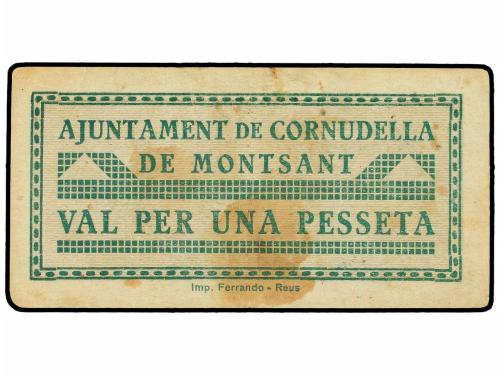 AJUNTAMENT DE CORNUDELLA
DE MONTSANT
VAL PER UNA PESSETA
Imp. Ferrando - Reus